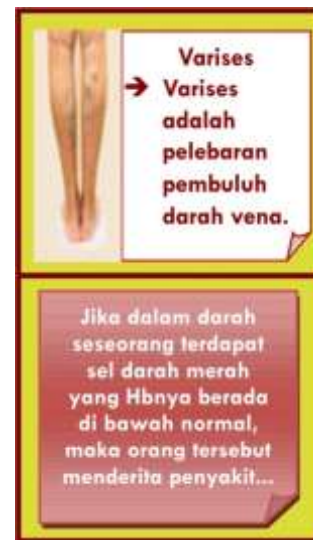 Varises
➔ Varises
adalah
pelebaran
pembuluh
darah vena.
Jika dalam darah
seseorang terdapat
sel darah merah
yang Hbnya berada
di bawah normal,
maka orang tersebut
menderita penyakit...